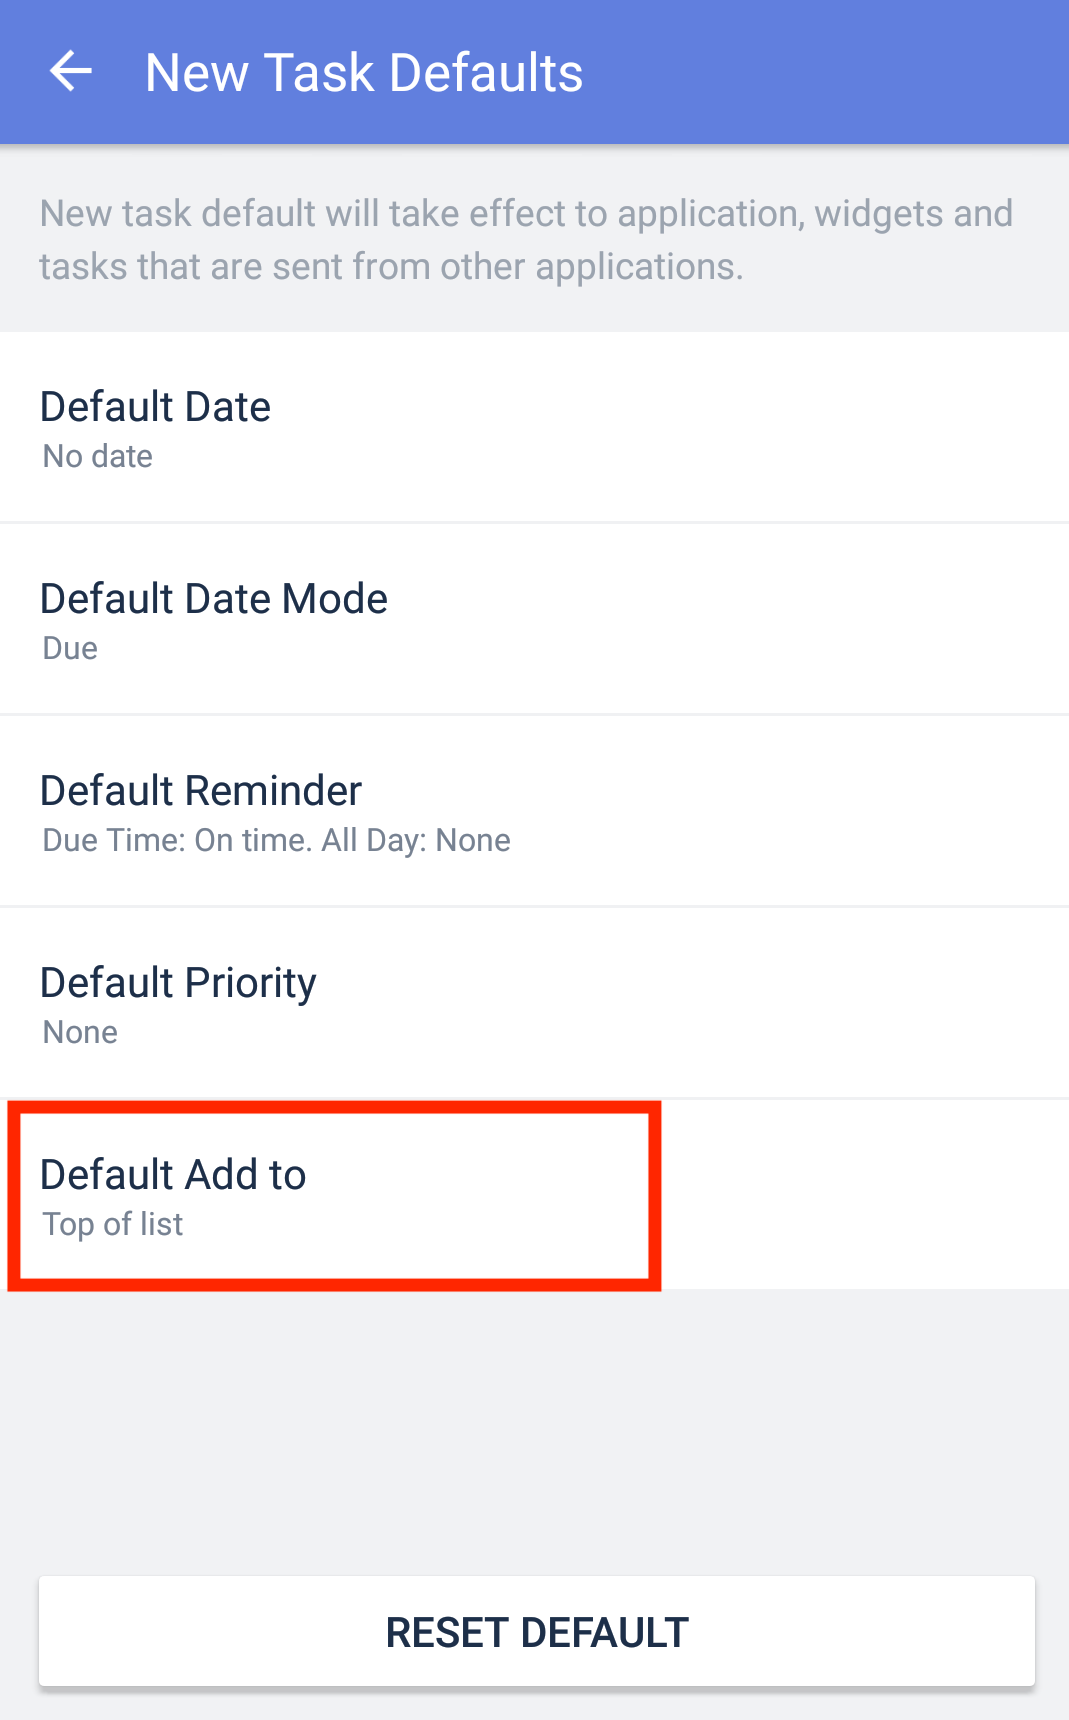 New Task Defaults
New task default will take effect to application, widgets and
tasks that are sent from other applications.
Default Date
No date
Default Date Mode
Due
Default Reminder
Due Time: On time. All Day: None
Default Priority
None
Default Add to
Top of list
RESET DEFAULT